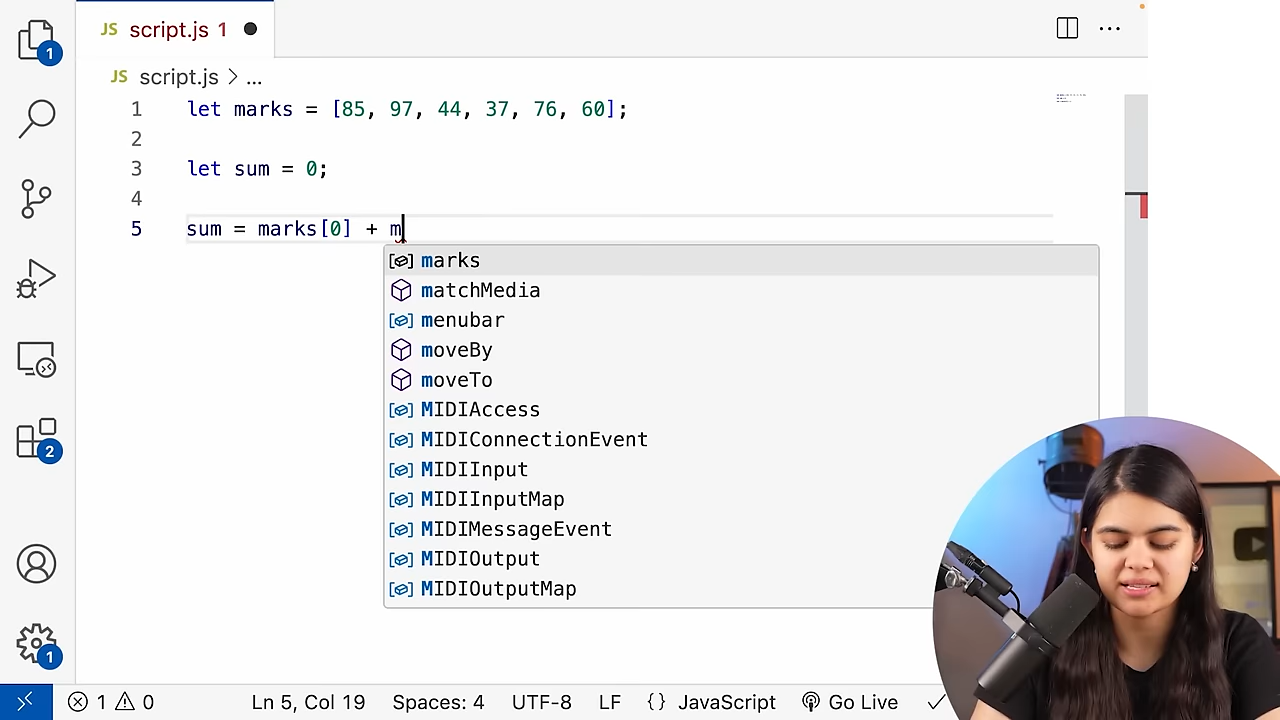 1
JS script.js 1
JS script.js > ...
1 let marks = [85, 97, 44, 37, 76, 60];
2
3 let sum = 0;
4
5 sum = marks[0] + m
marks
matchMedia
menubar
moveBy
moveTo
MIDIAccess
MIDIConnectionEvent
MIDIInput
MIDIInputMap
MIDIMessageEvent
MIDIOutput
MIDIOutputMap
2
1
1 0 Ln 5, Col 19 Spaces: 4 UTF-8 LF {} JavaScript Go Live